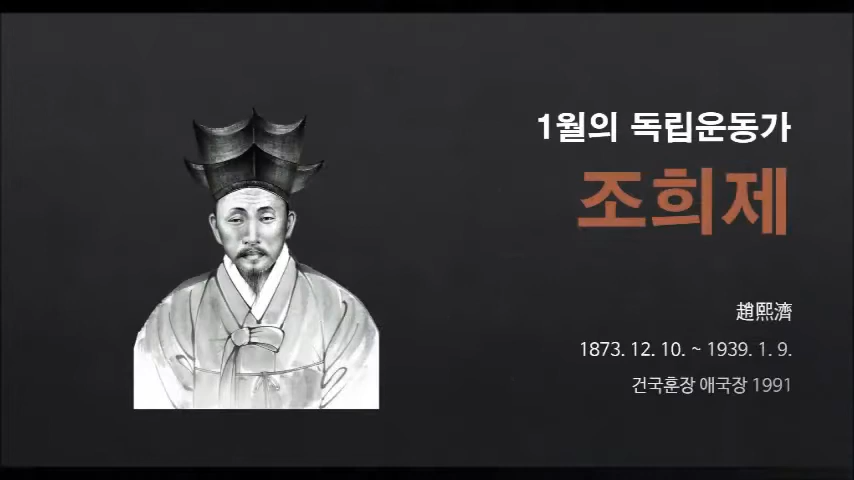 1월의 독립운동가
조희제
趙熙濟
1873. 12. 10. ~ 1939. 1. 9.
건국훈장 애국장 1991